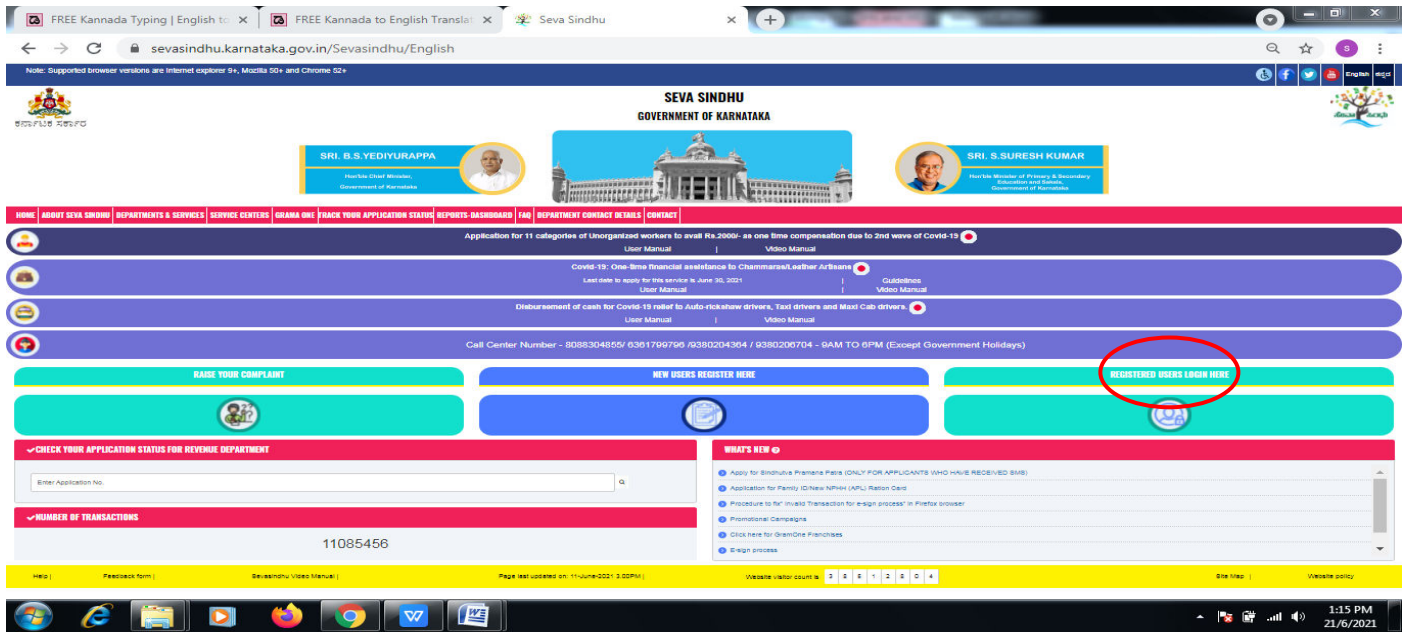 FREE Kannada Typing | English to
FREE Kannada to English Translat
Seva Sindhu
sevasindhu.karnataka.gov.in/Sevasindhu/English
S
Note: Supported browser versions are Internet explorer 9+, Mozilla 50+ and Chrome 52+
English ಕನ್ನಡ
SEVA SINDHU
GOVERNMENT OF KARNATAKA
ಕರ್ನಾಟಕ ಸರ್ಕಾರ
SRI. B.S.YEDIYURAPPA
Hon'ble Chief Minister,
Government of Karnataka
SRI. S.SURESH KUMAR
Hon'ble Minister of Primary & Secondary
Education and Sakala,
Government of Karnataka
HOME ABOUT SEVA SINDHU DEPARTMENTS & SERVICES SERVICE CENTERS GRAMA ONE TRACK YOUR APPLICATION STATUS REPORTS-DASHBOARD FAQ DEPARTMENT CONTACT DETAILS CONTACT
Application for 11 categories of Unorganized workers to avail Rs.2000/- as one time compensation due to 2nd wave of Covid-19
User Manual | Video Manual
Covid-19: One-time financial assistance to Chammaras/Leather Artisans
Last date to apply for this service is June 30, 2021 | Guidelines
User Manual | Video Manual
Disbursement of cash for Covid-19 relief to Auto-rickshaw drivers, Taxi drivers and Maxi Cab drivers.
User Manual | Video Manual
Call Center Number - 8088304855/ 6361799796 /9380204364 / 9380206704 - 9AM TO 6PM (Except Government Holidays)
RAISE YOUR COMPLAINT
NEW USERS REGISTER HERE
REGISTERED USERS LOGIN HERE
CHECK YOUR APPLICATION STATUS FOR REVENUE DEPARTMENT
Enter Application No.
NUMBER OF TRANSACTIONS
11085456
WHAT'S NEW
Apply for Sindhutva Pramana Patra (ONLY FOR APPLICANTS WHO HAVE RECEIVED SMS)
Application for Family ID/New NPHH (APL) Ration Card
Procedure to fix" Invalid Transaction for e-sign process" in Firefox browser
Promotional Campaigns
Click here for GramOne Franchises
E-sign process
Help | Feedback form | Sevasindhu Video Manual | Page last updated on: 11-June-2021 3:00PM | Website visitor count is 3 8 5 1 2 8 0 4 Site Map | Website policy
1:15 PM
21/6/2021